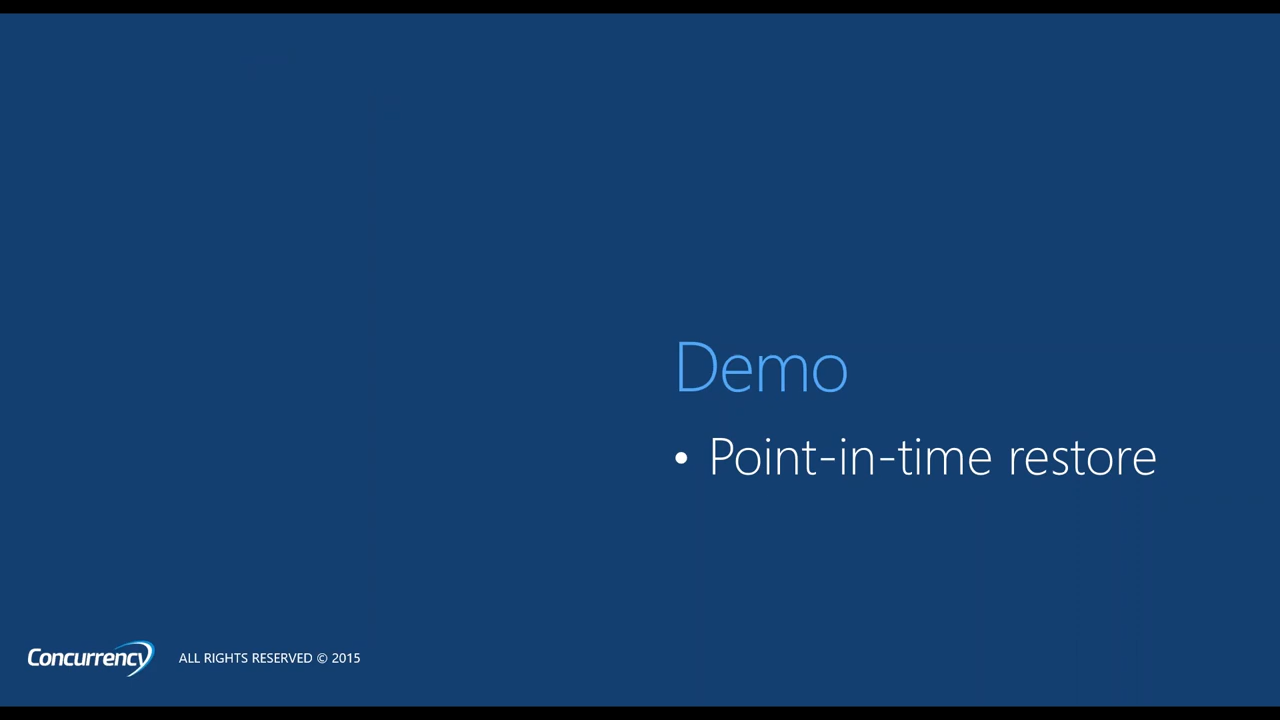 Demo
• Point-in-time restore
Concurrency ALL RIGHTS RESERVED © 2015